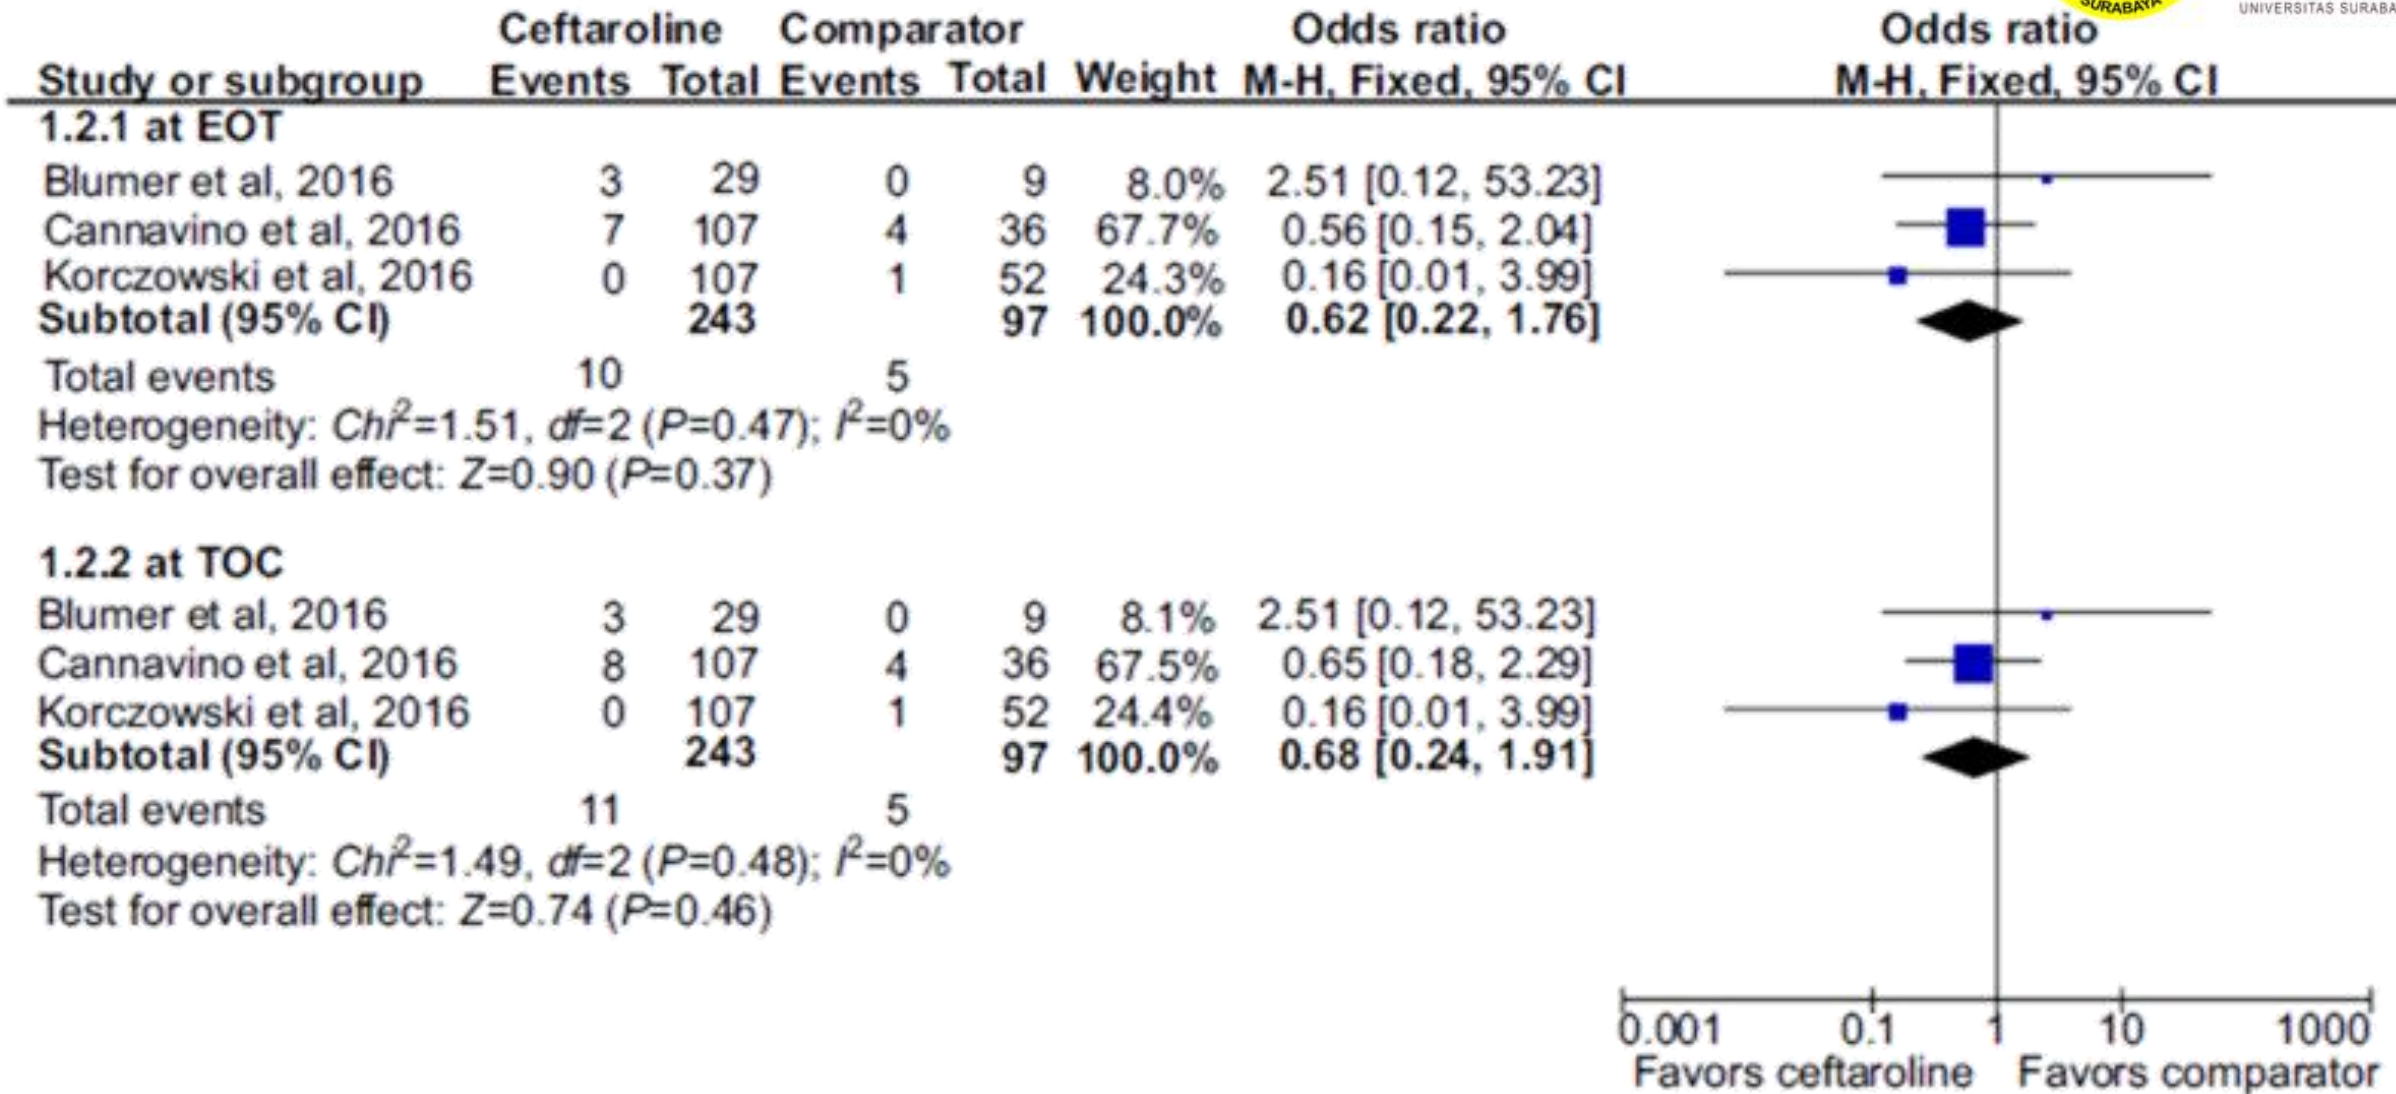 SURABAYA
UNIVERSITAS
Ceftaroline Comparator Odds ratio Odds ratio
Study or subgroup Events Total Events Total Weight M-H, Fixed, 95% CI M-H, Fixed, 95% CI
1.2.1 at EOT
Blumer et al, 2016 3 29 0 9 8.0% 2.51 [0.12, 53.23]
Cannavino et al, 2016 7 107 4 36 67.7% 0.56 [0.15, 2.04]
Korczowski et al, 2016 0 107 1 52 24.3% 0.16 [0.01, 3.99]
Subtotal (95% CI) 243 97 100.0% 0.62 [0.22, 1.76]
Total events 10 5
Heterogeneity: Chi²=1.51, df=2 (P=0.47); I²=0%
Test for overall effect: Z=0.90 (P=0.37)
1.2.2 at TOC
Blumer et al, 2016 3 29 0 9 8.1% 2.51 [0.12, 53.23]
Cannavino et al, 2016 8 107 4 36 67.5% 0.65 [0.18, 2.29]
Korczowski et al, 2016 0 107 1 52 24.4% 0.16 [0.01, 3.99]
Subtotal (95% CI) 243 97 100.0% 0.68 [0.24, 1.91]
Total events 11 5
Heterogeneity: Chi²=1.49, df=2 (P=0.48); I²=0%
Test for overall effect: Z=0.74 (P=0.46)
0.001 0.1 1 10 1000
Favors ceftaroline Favors comparator